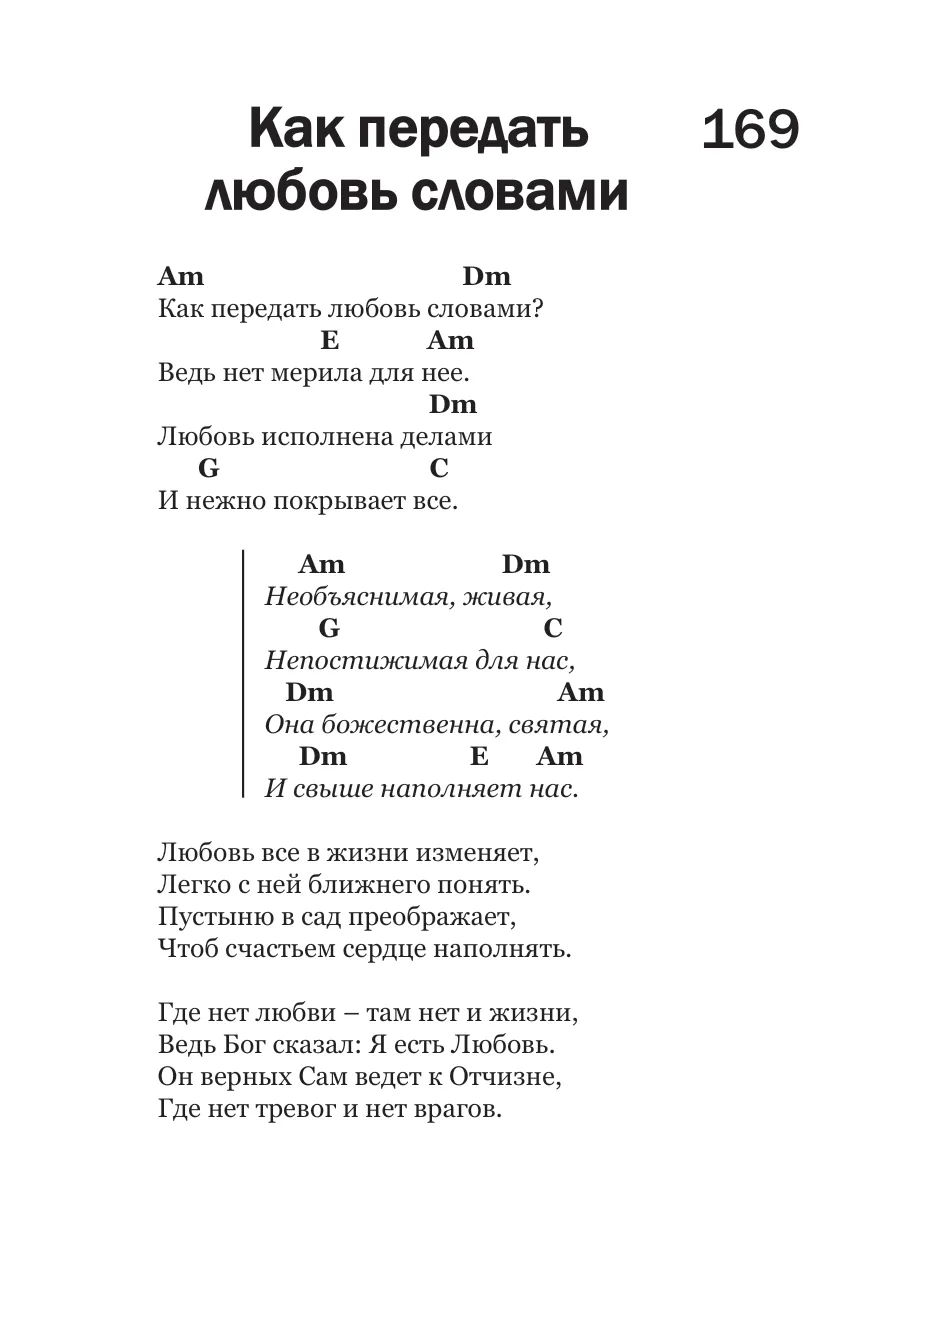 Как передать 169
любовь словами
Am Dm
Как передать любовь словами?
E Am
Ведь нет мерила для нее.
Dm
Любовь исполнена делами
G C
И нежно покрывает все.
Am Dm
Необъяснимая, живая,
G C
Непостижимая для нас,
Dm Am
Она божественна, святая,
Dm E Am
И свыше наполняет нас.
Любовь все в жизни изменяет,
Легко с ней ближнего понять.
Пустыню в сад преображает,
Чтоб счастьем сердце наполнять.
Где нет любви – там нет и жизни,
Ведь Бог сказал: Я есть Любовь.
Он верных Сам ведет к Отчизне,
Где нет тревог и нет врагов.